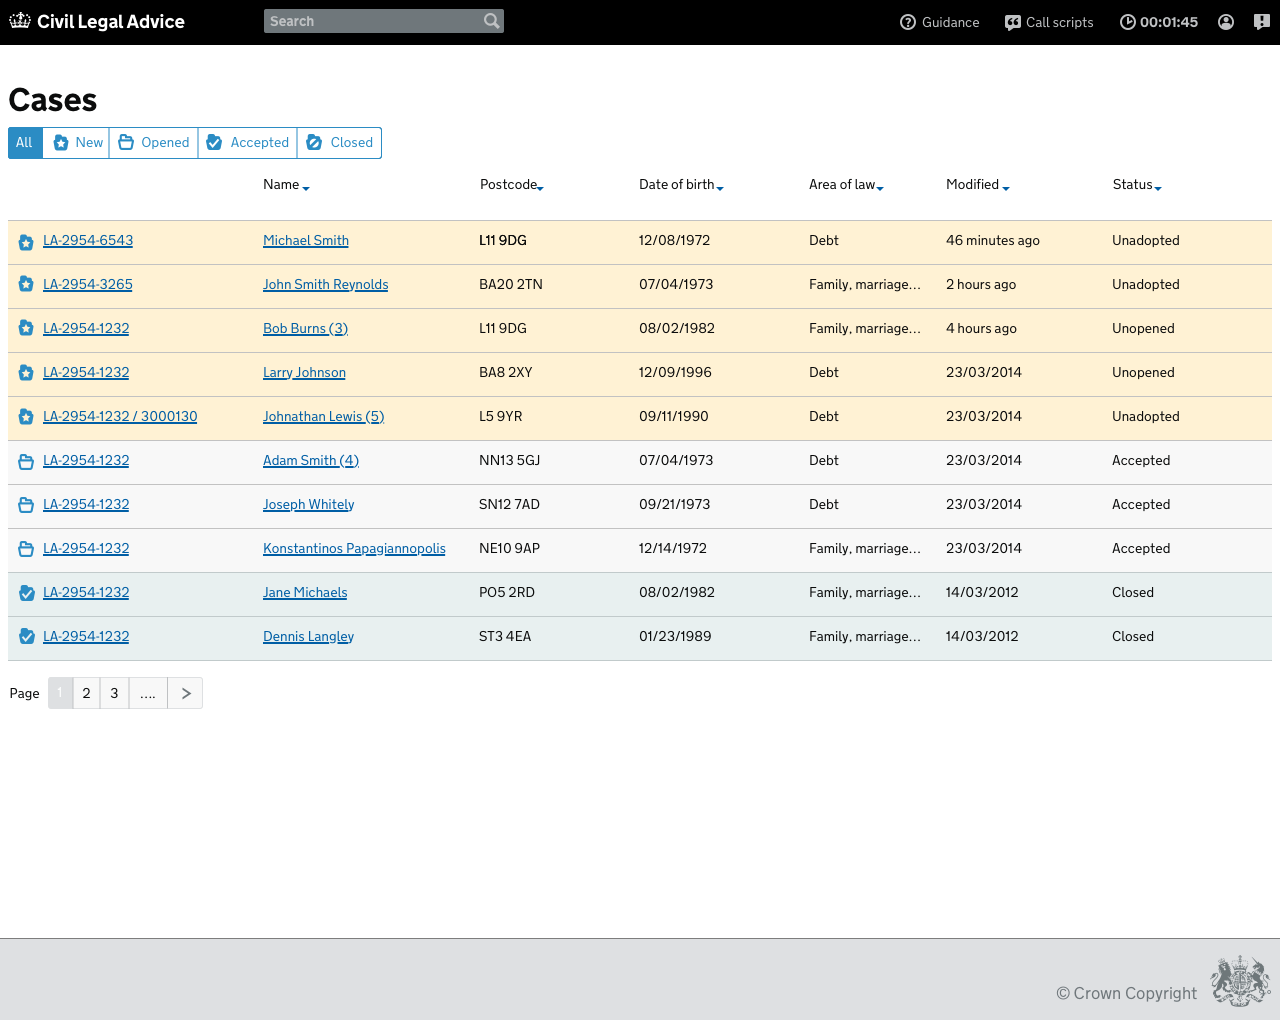 Civil Legal Advice Search Guidance Call scripts 00:01:45
Cases
All New Opened Accepted Closed
Name Postcode Date of birth Area of law Modified Status
LA-2954-6543 Michael Smith L11 9DG 12/08/1972 Debt 46 minutes ago Unadopted
LA-2954-3265 John Smith Reynolds BA20 2TN 07/04/1973 Family, marriage... 2 hours ago Unadopted
LA-2954-1232 Bob Burns (3) L11 9DG 08/02/1982 Family, marriage... 4 hours ago Unopened
LA-2954-1232 Larry Johnson BA8 2XY 12/09/1996 Debt 23/03/2014 Unopened
LA-2954-1232 / 3000130 Johnathan Lewis (5) L5 9YR 09/11/1990 Debt 23/03/2014 Unadopted
LA-2954-1232 Adam Smith (4) NN13 5GJ 07/04/1973 Debt 23/03/2014 Accepted
LA-2954-1232 Joseph Whitely SN12 7AD 09/21/1973 Debt 23/03/2014 Accepted
LA-2954-1232 Konstantinos Papagiannopolis NE10 9AP 12/14/1972 Family, marriage... 23/03/2014 Accepted
LA-2954-1232 Jane Michaels PO5 2RD 08/02/1982 Family, marriage... 14/03/2012 Closed
LA-2954-1232 Dennis Langley ST3 4EA 01/23/1989 Family, marriage... 14/03/2012 Closed
Page 1 2 3 .... >
© Crown Copyright